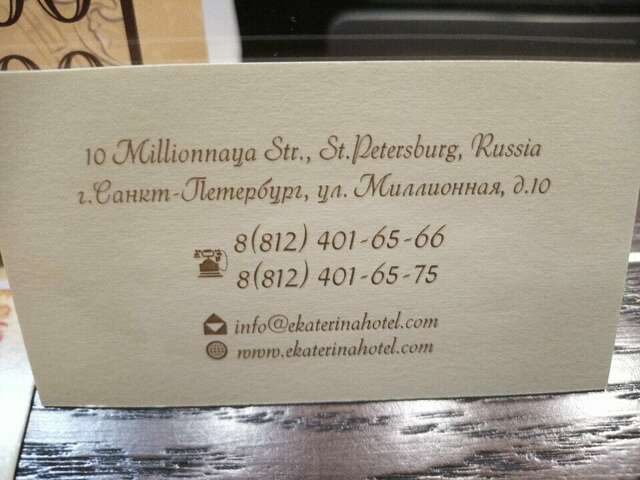 10 Millionnaya Str., St.Petersburg, Russia
г.Санкт-Петербург, ул. Миллионная, д.10
8(812) 401-65-66
8(812) 401-65-75
info@ekaterinahotel.com
www.ekaterinahotel.com